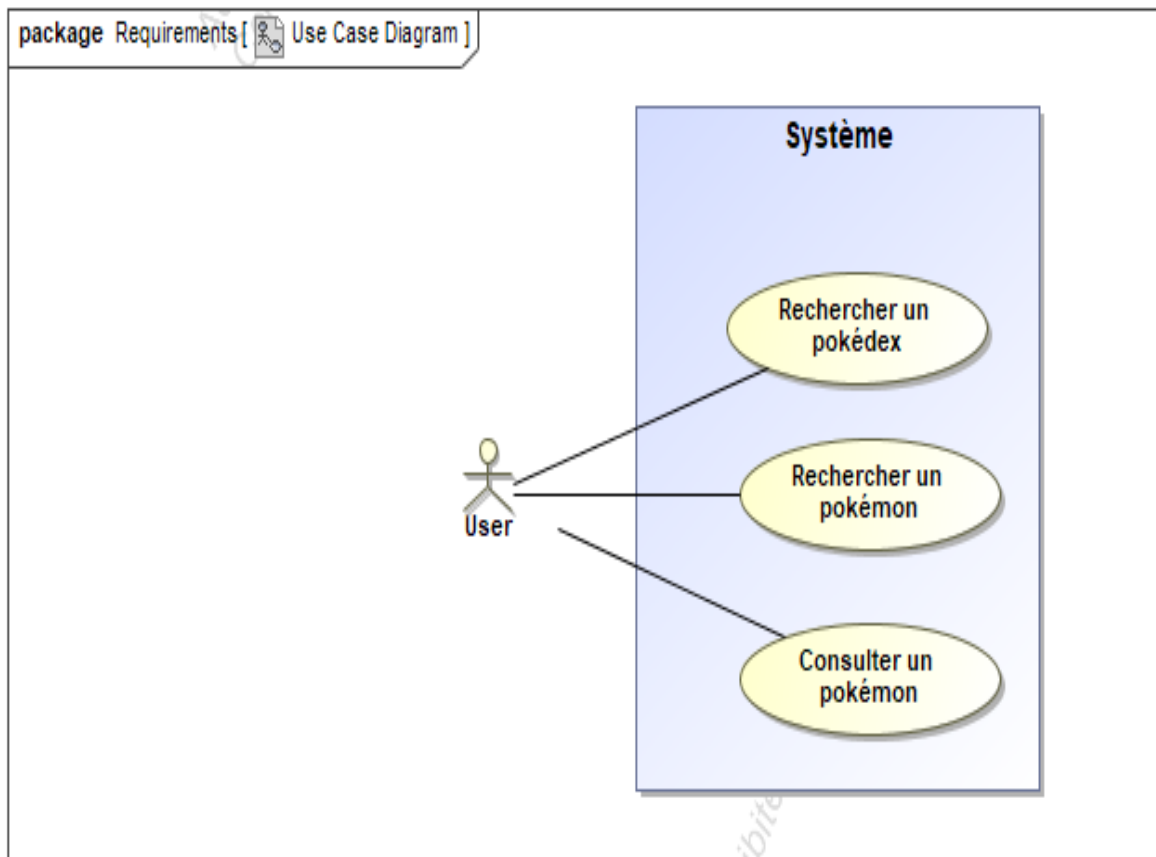 package Requirements [ Use Case Diagram ]
Système
Rechercher un
pokédex
Rechercher un
pokémon
User
Consulter un
pokémon